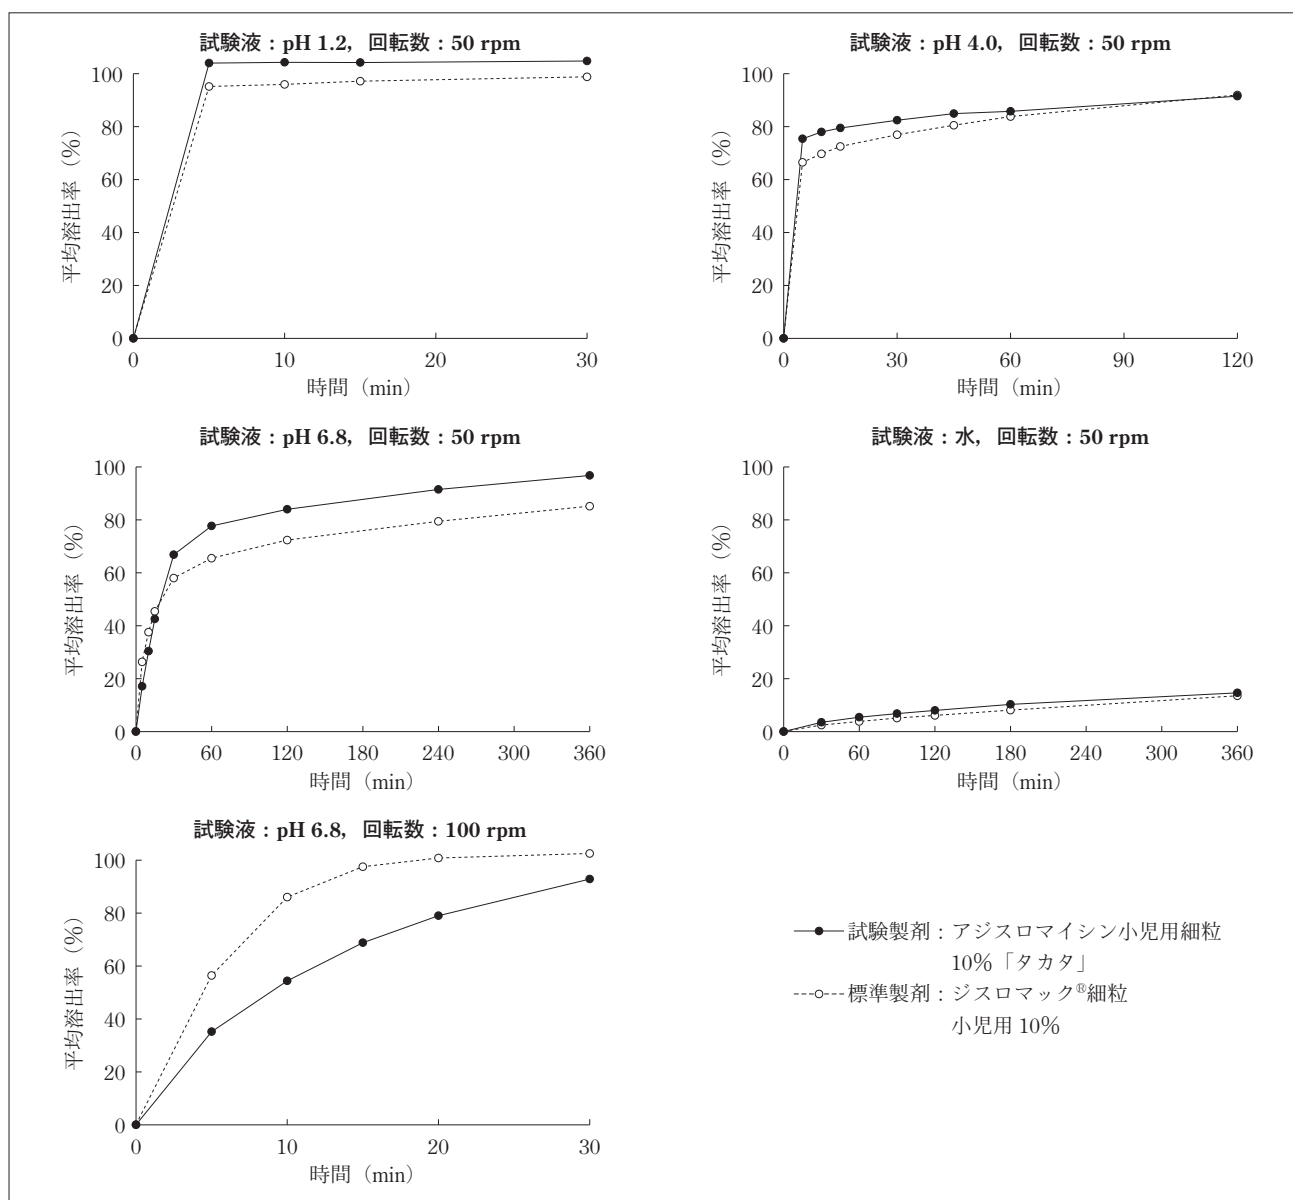 試験液：pH 1.2, 回転数：50 rpm
平均溶出率（%）
100
80
60
40
20
0
0 10 20 30
時間（min）
試験液：pH 4.0, 回転数：50 rpm
平均溶出率（%）
100
80
60
40
20
0
0 30 60 90 120
時間（min）
試験液：pH 6.8, 回転数：50 rpm
平均溶出率（%）
100
80
60
40
20
0
0 60 120 180 240 300 360
時間（min）
試験液：水, 回転数：50 rpm
平均溶出率（%）
100
80
60
40
20
0
0 60 120 180 240 300 360
時間（min）
試験液：pH 6.8, 回転数：100 rpm
平均溶出率（%）
100
80
60
40
20
0
0 10 20 30
時間（min）
試験製剤：アジスロマイシン小児用細粒
10%「タカタ」
標準製剤：ジスロマック®細粒
小児用 10%